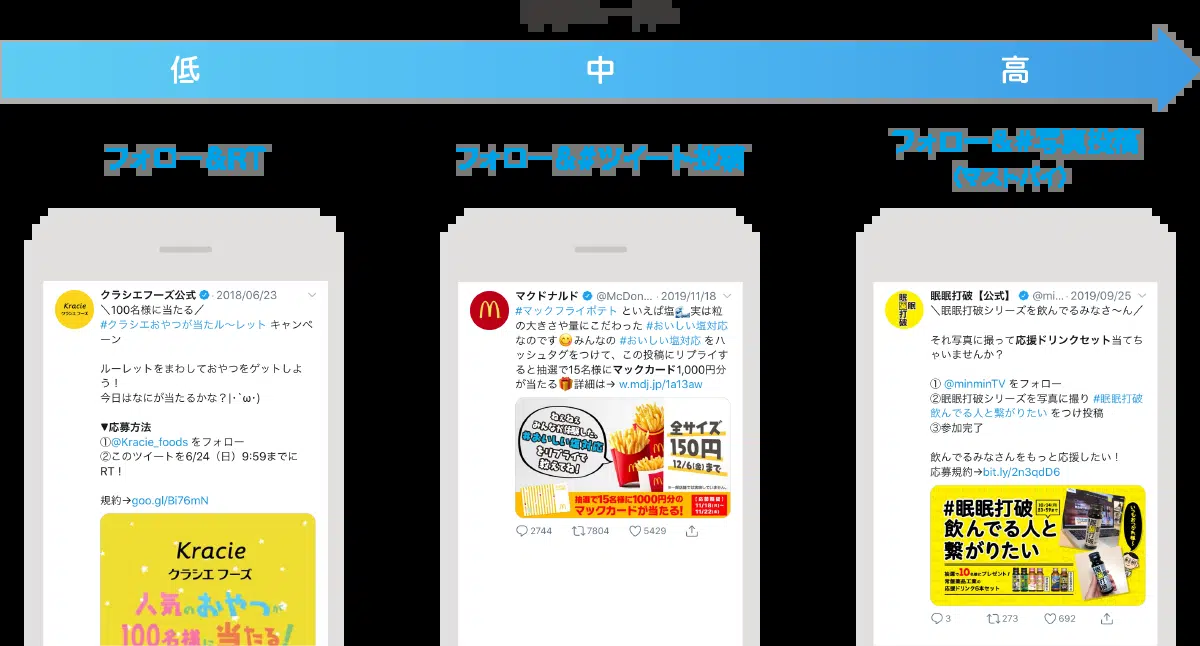 低
中
高
フォロー&RT
フォロー&#ツイート投稿
フォロー&#写真投稿
(マストバイ)
Kracie
クラシエフーズ
クラシエフーズ公式 · 2018/06/23
＼100名様に当たる／
#クラシエおやつが当たル～レット キャンペ
ーン
ルーレットをまわしておやつをゲットしよ
う！
今日はなにが当たるかな？|･`ω･)
▼応募方法
①@Kracie_foods をフォロー
②このツイートを6/24（日）9:59までに
RT！
規約→goo.gl/Bi76mN
Kracie
クラシエ フーズ
人気のおやつが
100名様に当たる!
マクドナルド @McDon... · 2019/11/18
#マックフライポテト といえば塩🌊実は粒
の大きさや量にこだわった #おいしい塩対応
なのです😋みんなの #おいしい塩対応 をハ
ッシュタグをつけて、この投稿にリプライす
ると抽選で15名様にマックカード1,000円分
が当たる🎁詳細は→ w.mdj.jp/1a13aw
ねぇねぇ
みんなが体験した、
#おいしい塩対応
をリプライで
教えてね!
全サイズ
150円
12/6(金)まで
抽選で15名様に1000円分の
マックカードが当たる!
【応募期間】
11/18(月)～
11/22(金)
2744 7804 5429
眠眠打破
眠眠打破【公式】 @mi... · 2019/09/25
＼眠眠打破シリーズを飲んでるみなさ～ん／
それ写真に撮って応援ドリンクセット当てち
ゃいませんか？
① @minminTV をフォロー
②眠眠打破シリーズを写真に撮り #眠眠打破
飲んでる人と繋がりたい をつけ投稿
③参加完了
飲んでるみなさんをもっと応援したい！
応募規約→bit.ly/2n3qdD6
#眠眠打破
飲んでる人と
繋がりたい
抽選で10名様にプレゼント!
常盤薬品工業の
応援ドリンク6本セット
3 273 692